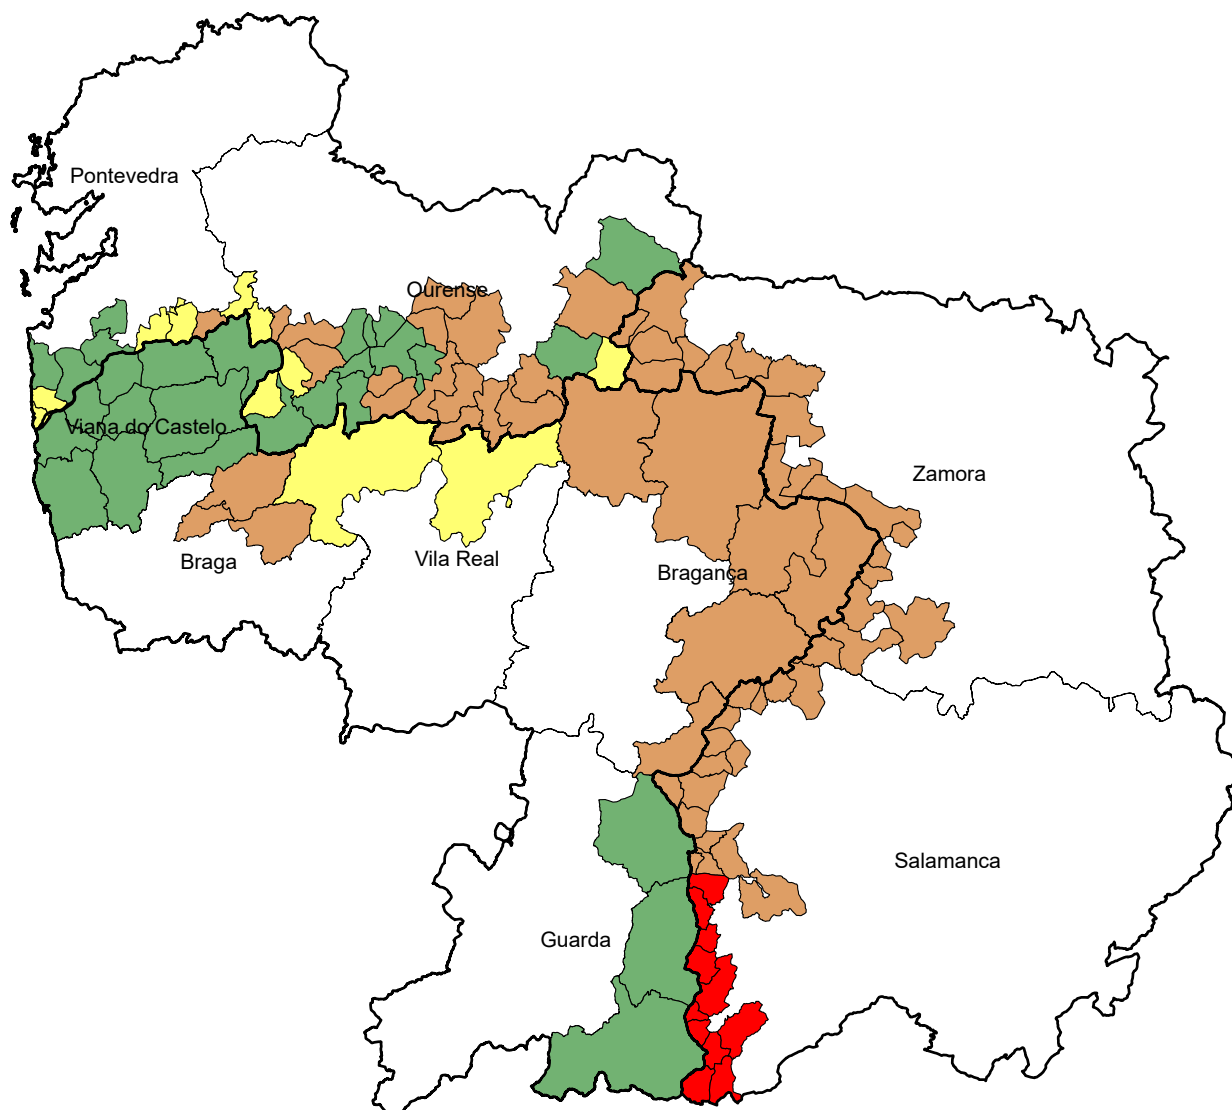 Pontevedra
Ourense
Viana do Castelo
Zamora
Braga
Vila Real
Bragança
Salamanca
Guarda